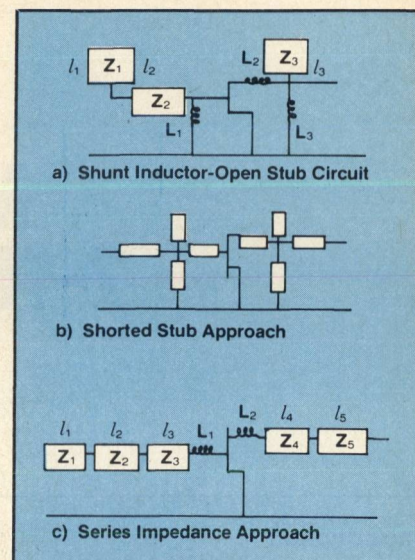 l₁ Z₁ l₂ L₂ Z₃ l₃
Z₂
L₁ L₃
a) Shunt Inductor-Open Stub Circuit
b) Shorted Stub Approach
l₁ l₂ l₃ L₁ L₂ l₄ l₅
Z₁ Z₂ Z₃ Z₄ Z₅
c) Series Impedance Approach